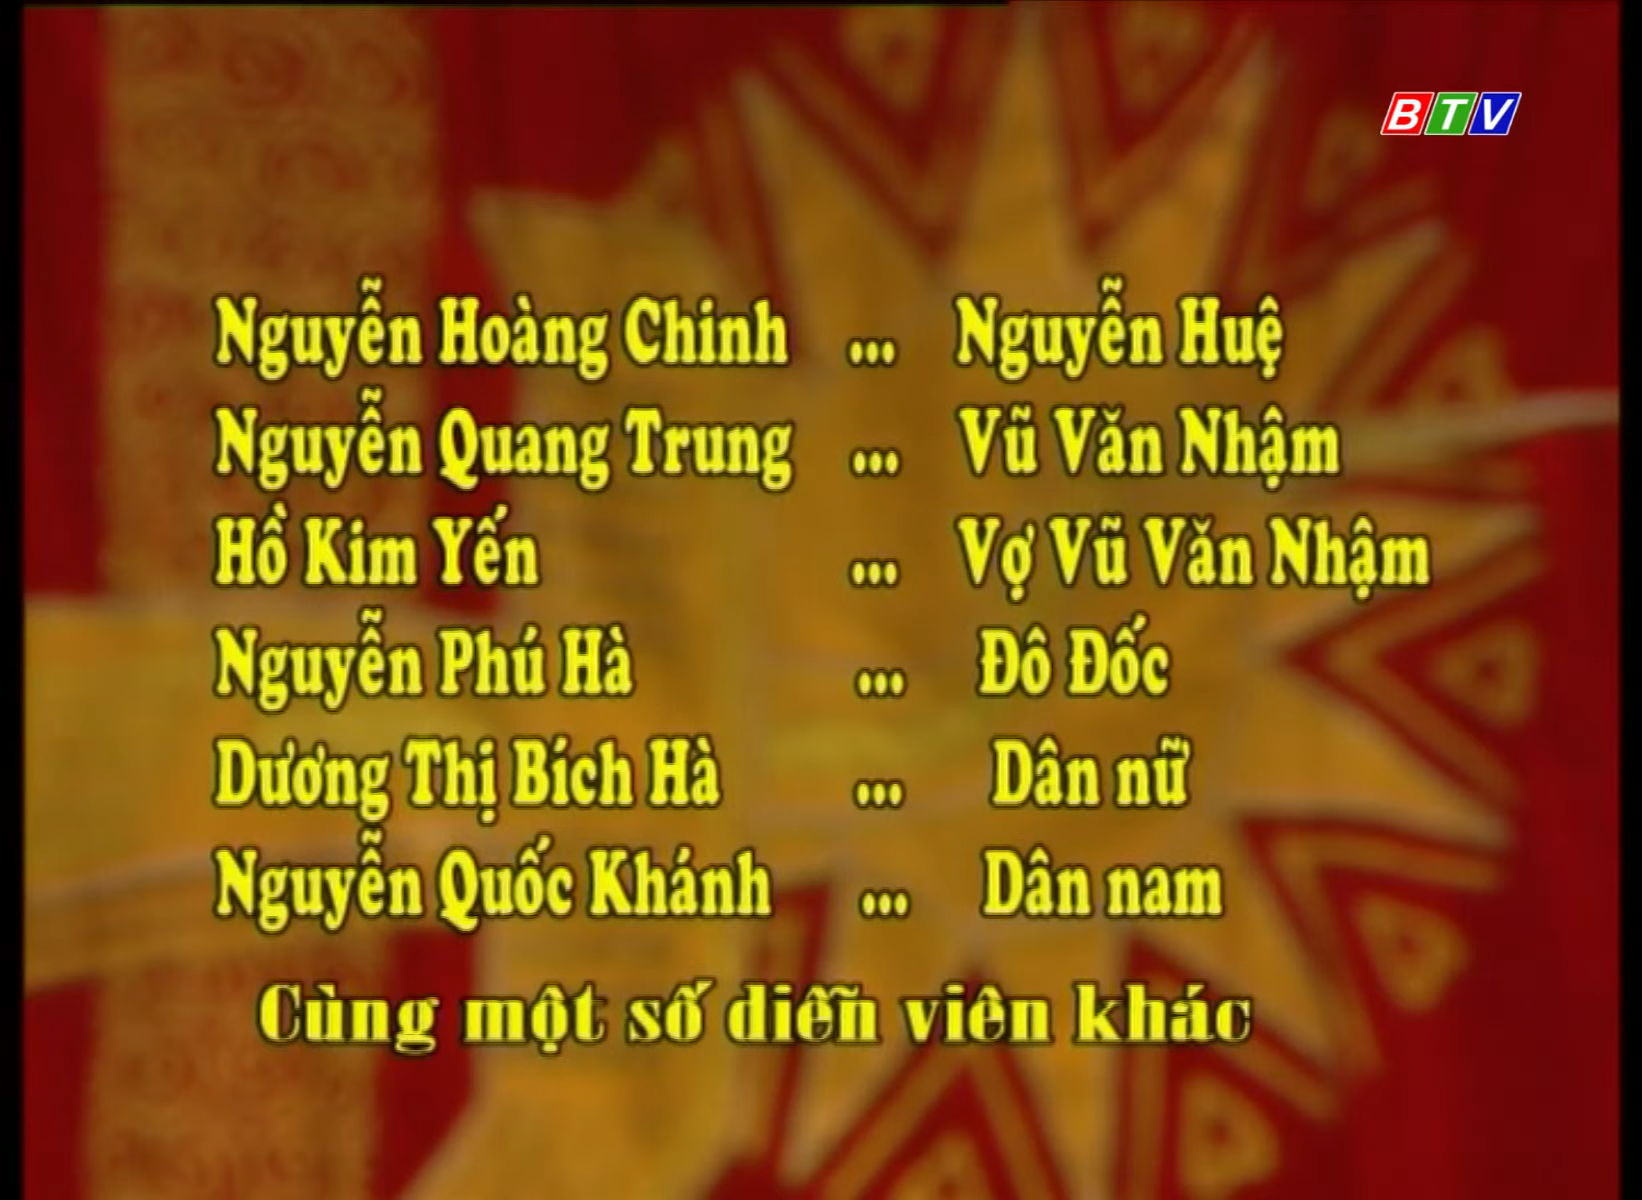 BTV
Nguyễn Hoàng Chinh ... Nguyễn Huệ
Nguyễn Quang Trung ... Vũ Văn Nhậm
Hồ Kim Yến ... Vợ Vũ Văn Nhậm
Nguyễn Phú Hà ... Đô Đốc
Dương Thị Bích Hà ... Dân nữ
Nguyễn Quốc Khánh ... Dân nam
Cùng một số diễn viên khác